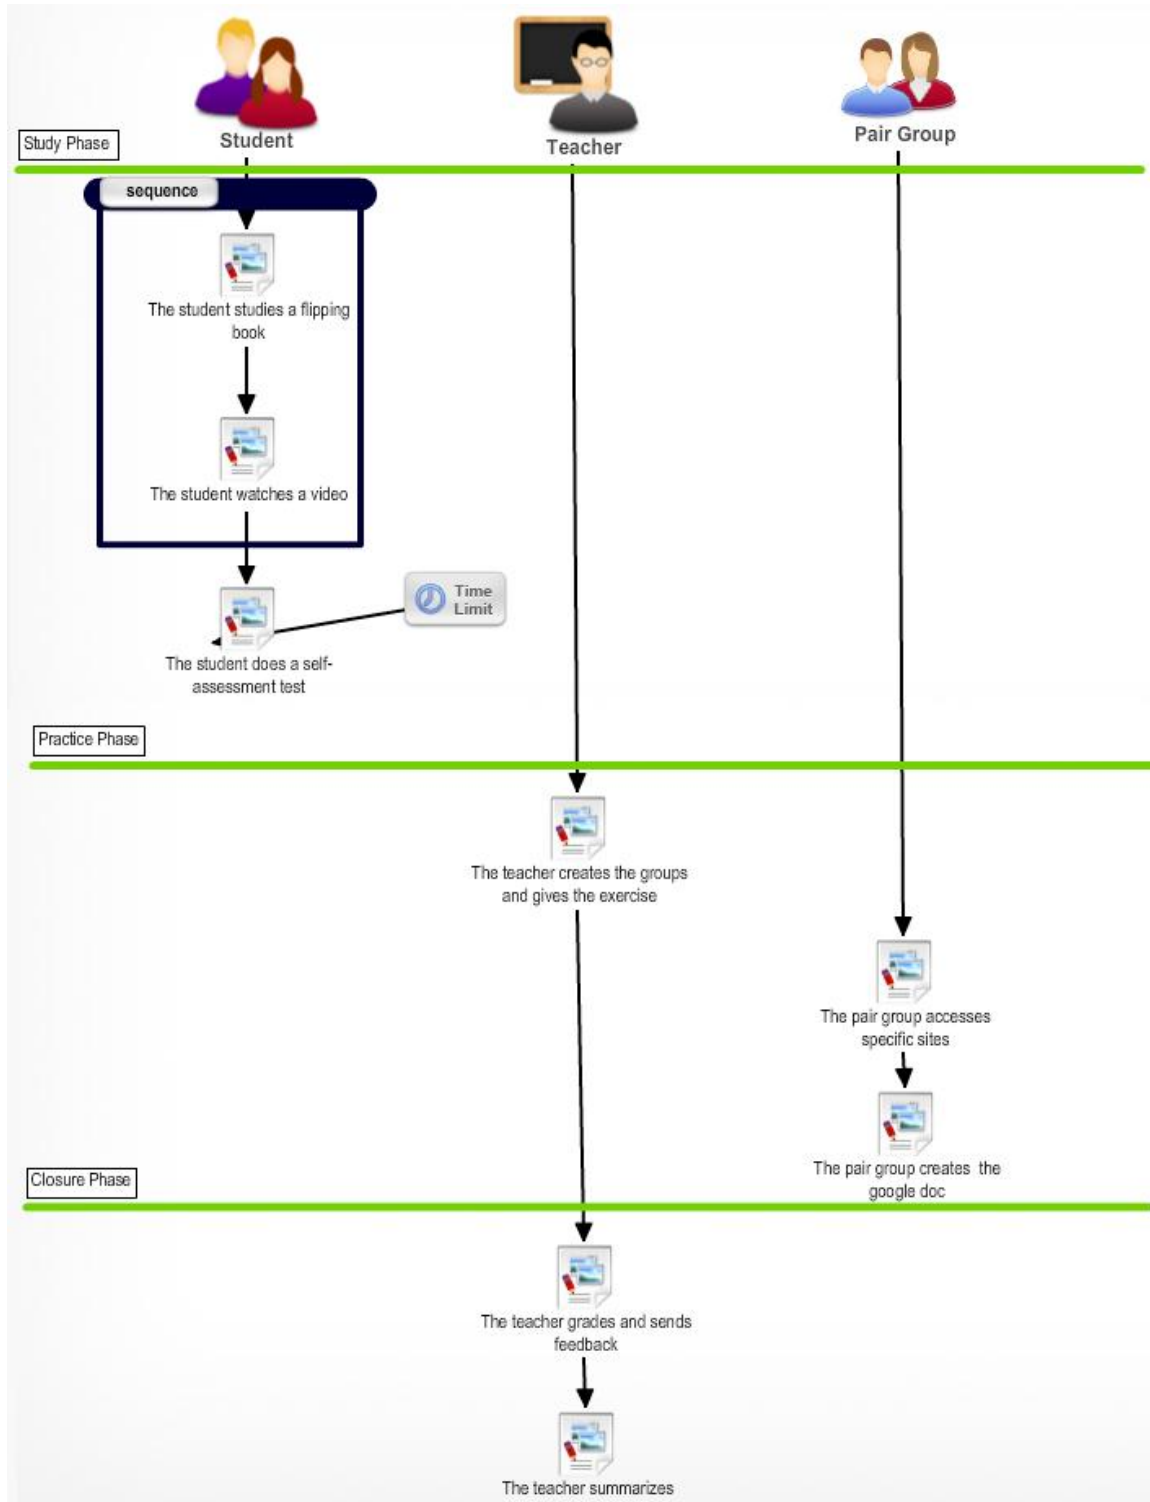 Student
Teacher
Pair Group
Study Phase
sequence
The student studies a flipping
book
The student watches a video
Time
Limit
The student does a self-
assessment test
Practice Phase
The teacher creates the groups
and gives the exercise
The pair group accesses
specific sites
The pair group creates the
google doc
Closure Phase
The teacher grades and sends
feedback
The teacher summarizes